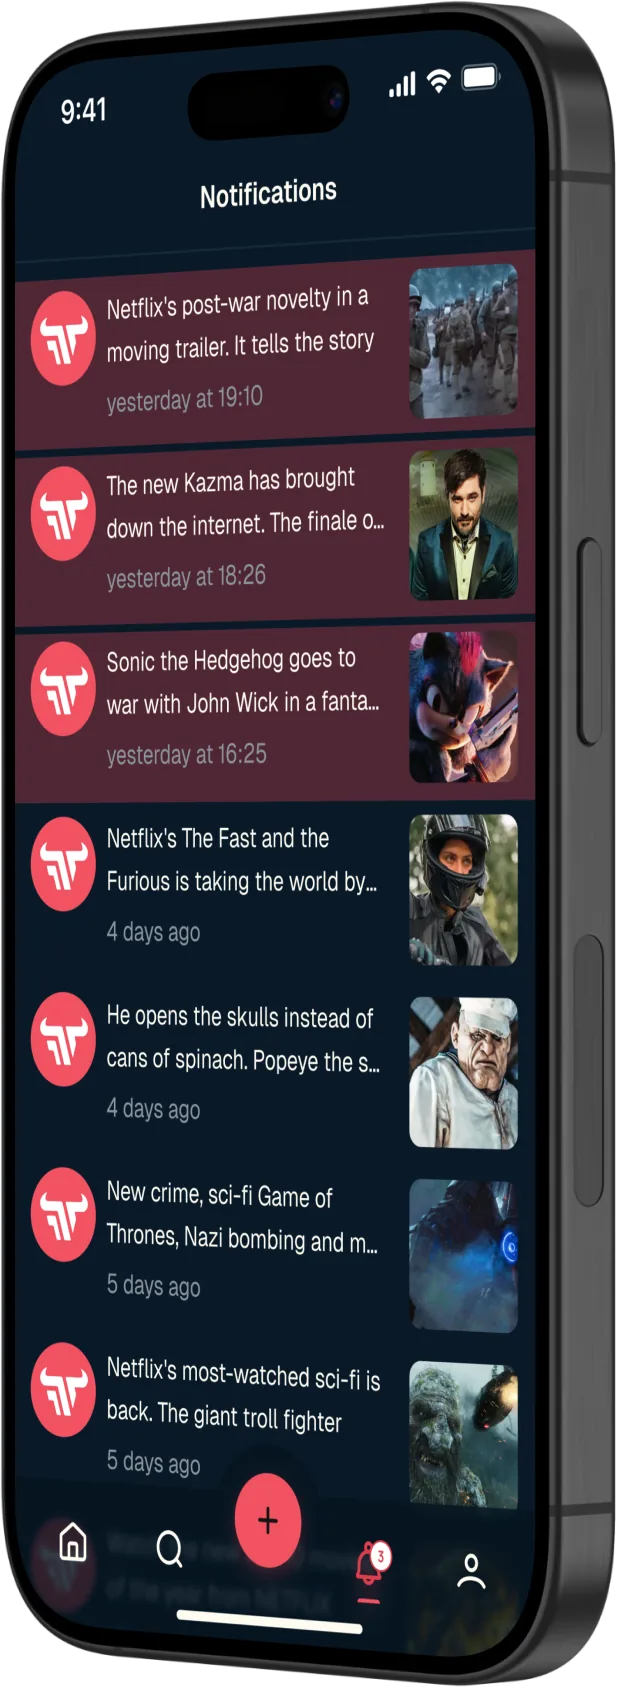 9:41
Notifications
Netflix's post-war novelty in a
moving trailer. It tells the story
yesterday at 19:10
The new Kazma has brought
down the internet. The finale o...
yesterday at 18:26
Sonic the Hedgehog goes to
war with John Wick in a fanta...
yesterday at 16:25
Netflix's The Fast and the
Furious is taking the world by...
4 days ago
He opens the skulls instead of
cans of spinach. Popeye the s...
4 days ago
New crime, sci-fi Game of
Thrones, Nazi bombing and m...
5 days ago
Netflix's most-watched sci-fi is
back. The giant troll fighter
5 days ago
3
of the year from NETFLIX